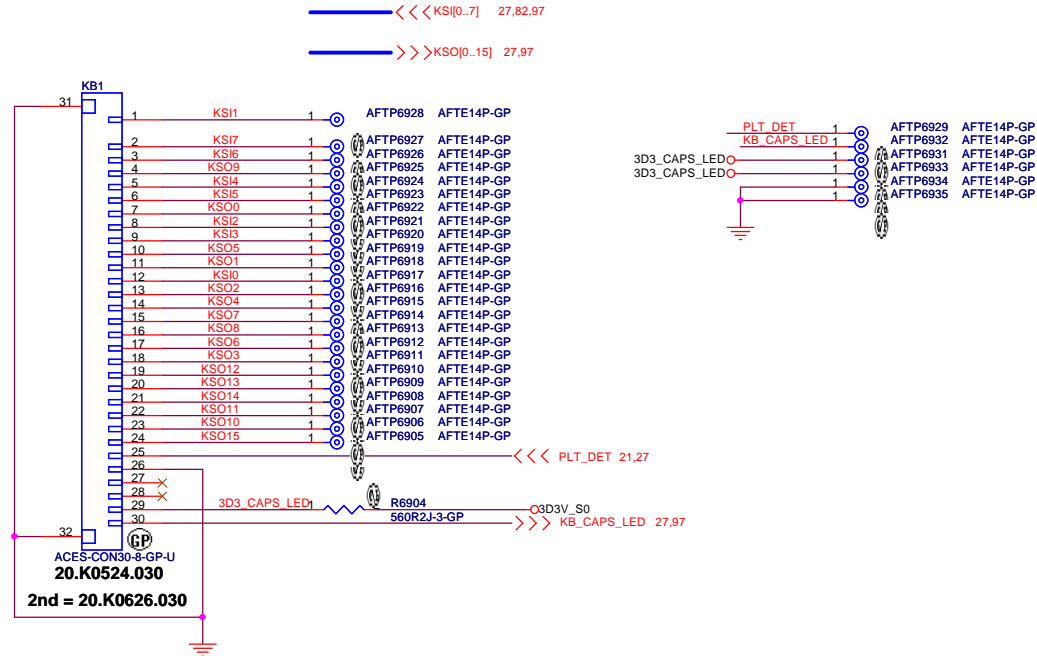 KSI[0..7] 27,82,97
KSO[0..15] 27,97
KB1
31
1 KSI1 1 AFTP6928 AFTE14P-GP
2 KSI7 1 AFTP6927 AFTE14P-GP
3 KSI6 1 AFTP6926 AFTE14P-GP
4 KSO9 1 AFTP6925 AFTE14P-GP
5 KSI4 1 AFTP6924 AFTE14P-GP
6 KSI5 1 AFTP6923 AFTE14P-GP
7 KSO0 1 AFTP6922 AFTE14P-GP
8 KSI2 1 AFTP6921 AFTE14P-GP
9 KSI3 1 AFTP6920 AFTE14P-GP
10 KSO5 1 AFTP6919 AFTE14P-GP
11 KSO1 1 AFTP6918 AFTE14P-GP
12 KSI0 1 AFTP6917 AFTE14P-GP
13 KSO2 1 AFTP6916 AFTE14P-GP
14 KSO4 1 AFTP6915 AFTE14P-GP
15 KSO7 1 AFTP6914 AFTE14P-GP
16 KSO8 1 AFTP6913 AFTE14P-GP
17 KSO6 1 AFTP6912 AFTE14P-GP
18 KSO3 1 AFTP6911 AFTE14P-GP
19 KSO12 1 AFTP6910 AFTE14P-GP
20 KSO13 1 AFTP6909 AFTE14P-GP
21 KSO14 1 AFTP6908 AFTE14P-GP
22 KSO11 1 AFTP6907 AFTE14P-GP
23 KSO10 1 AFTP6906 AFTE14P-GP
24 KSO15 1 AFTP6905 AFTE14P-GP
25 PLT_DET 21,27
26
27
28
29 3D3_CAPS_LED 1 R6904 3D3V_S0
30 560R2J-3-GP KB_CAPS_LED 27,97
32
GP
ACES-CON30-8-GP-U
20.K0524.030
2nd = 20.K0626.030
PLT_DET 1 AFTP6929 AFTE14P-GP
KB_CAPS_LED 1 AFTP6932 AFTE14P-GP
3D3_CAPS_LED 1 AFTP6931 AFTE14P-GP
3D3_CAPS_LED 1 AFTP6933 AFTE14P-GP
1 AFTP6934 AFTE14P-GP
1 AFTP6935 AFTE14P-GP